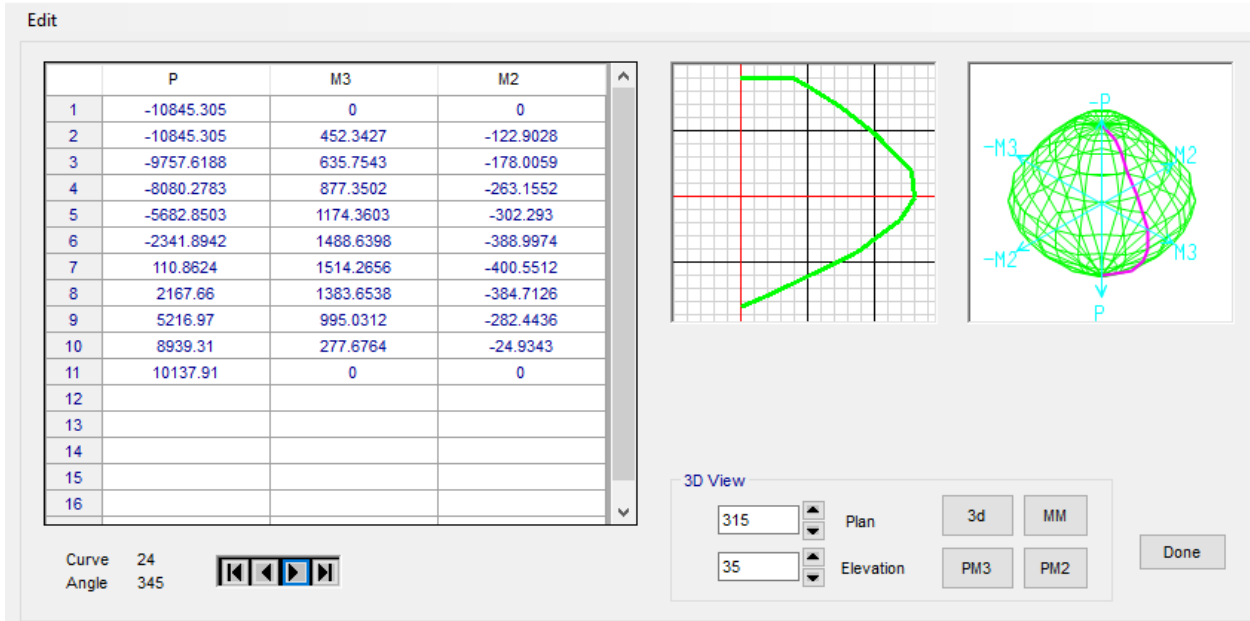 Edit
P M3 M2
1 -10845.305 0 0
2 -10845.305 452.3427 -122.9028
3 -9757.6188 635.7543 -178.0059
4 -8080.2783 877.3502 -263.1552
5 -5682.8503 1174.3603 -302.293
6 -2341.8942 1488.6398 -388.9974
7 110.8624 1514.2656 -400.5512
8 2167.66 1383.6538 -384.7126
9 5216.97 995.0312 -282.4436
10 8939.31 277.6764 -24.9343
11 10137.91 0 0
12
13
14
15
16
Curve 24
Angle 345
-P
-M3 M2
-M2 M3
P
3D View
315 Plan 3d MM
35 Elevation PM3 PM2
Done